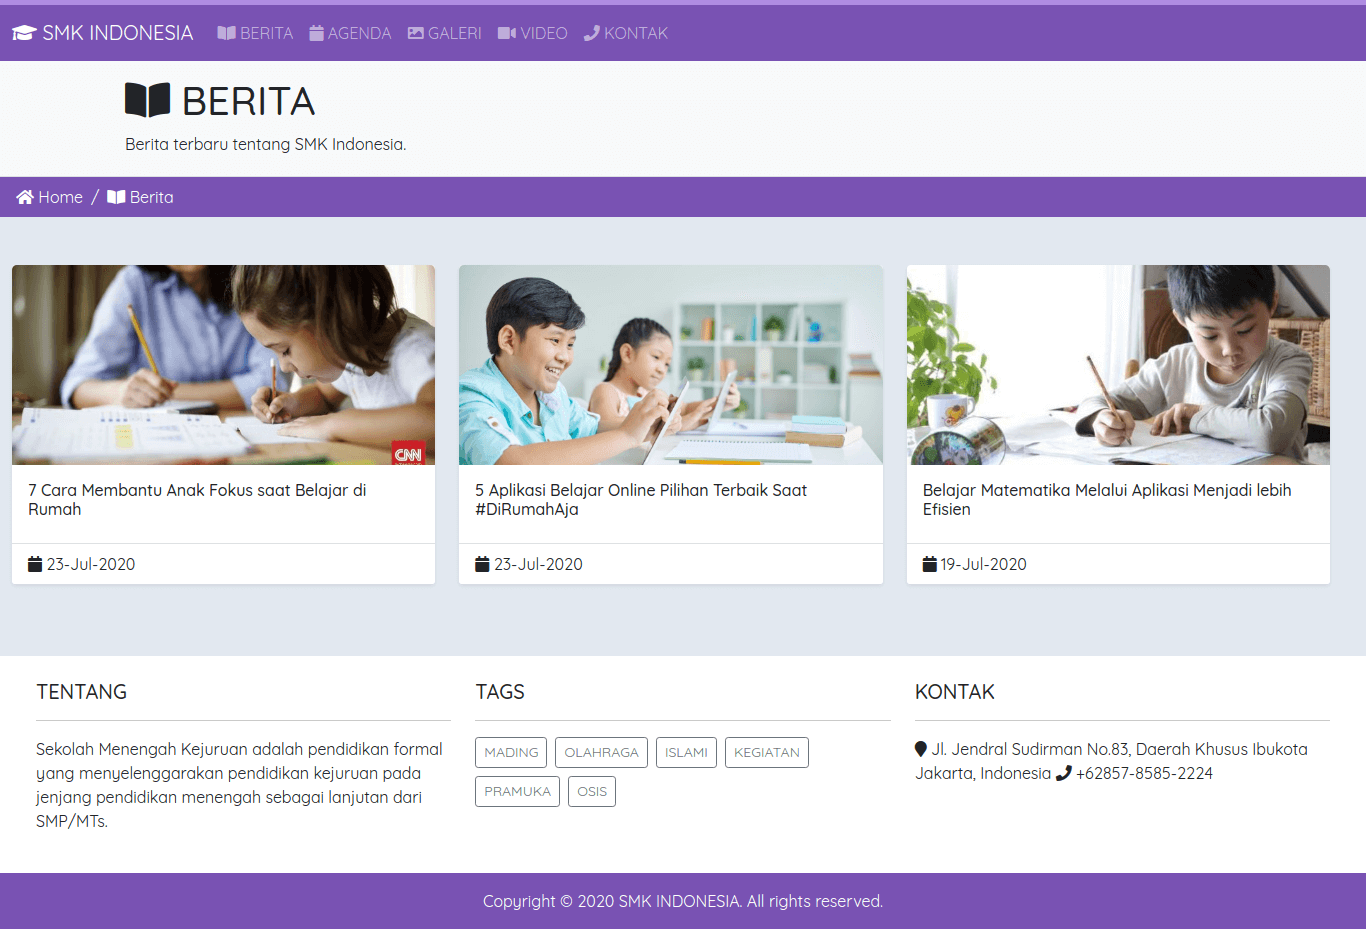 SMK INDONESIA BERITA AGENDA GALERI VIDEO KONTAK
BERITA
Berita terbaru tentang SMK Indonesia.
Home / Berita
CNN
7 Cara Membantu Anak Fokus saat Belajar di
Rumah
23-Jul-2020
5 Aplikasi Belajar Online Pilihan Terbaik Saat
#DiRumahAja
23-Jul-2020
Belajar Matematika Melalui Aplikasi Menjadi lebih
Efisien
19-Jul-2020
TENTANG
Sekolah Menengah Kejuruan adalah pendidikan formal
yang menyelenggarakan pendidikan kejuruan pada
jenjang pendidikan menengah sebagai lanjutan dari
SMP/MTs.
TAGS
MADING OLAHRAGA ISLAMI KEGIATAN
PRAMUKA OSIS
KONTAK
Jl. Jendral Sudirman No.83, Daerah Khusus Ibukota
Jakarta, Indonesia +62857-8585-2224
Copyright © 2020 SMK INDONESIA. All rights reserved.